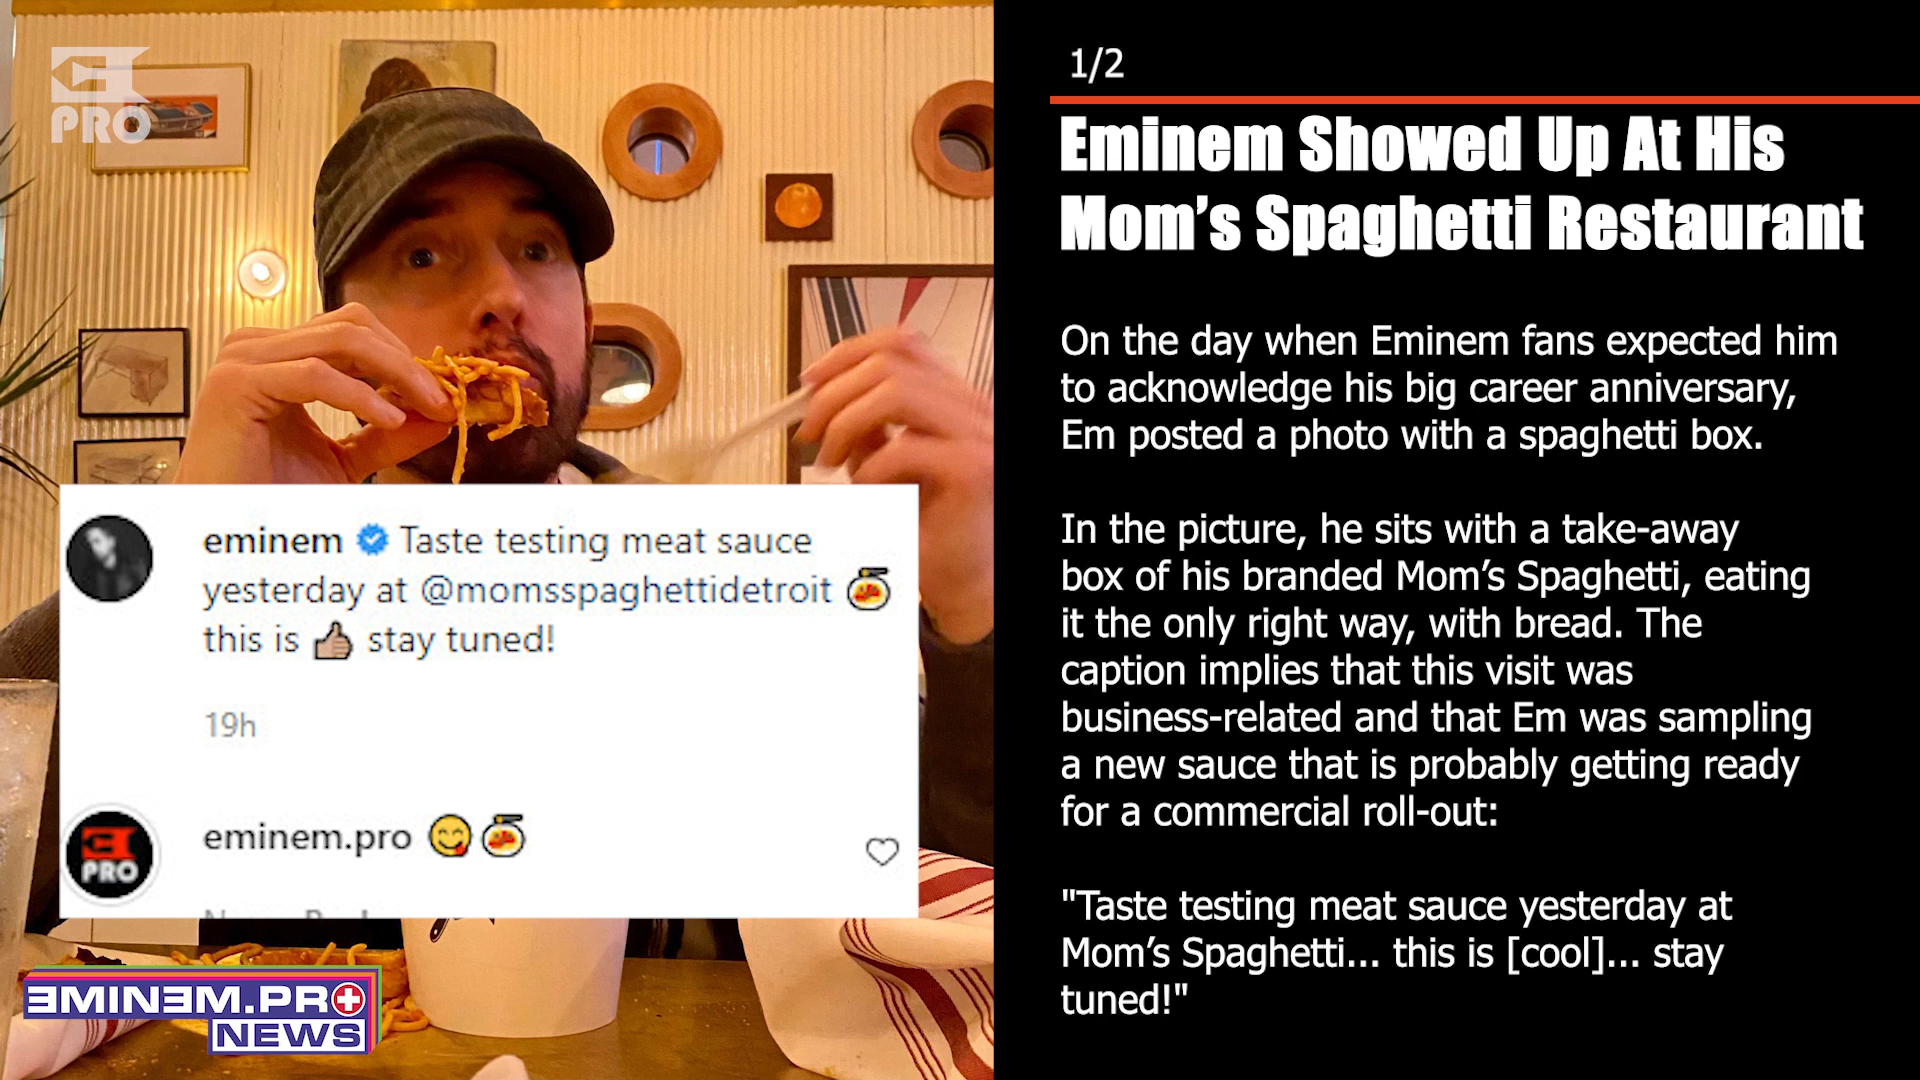 PRO
1/2
Eminem Showed Up At His
Mom's Spaghetti Restaurant
On the day when Eminem fans expected him
to acknowledge his big career anniversary,
Em posted a photo with a spaghetti box.
In the picture, he sits with a take-away
box of his branded Mom's Spaghetti, eating
it the only right way, with bread. The
caption implies that this visit was
business-related and that Em was sampling
a new sauce that is probably getting ready
for a commercial roll-out:
"Taste testing meat sauce yesterday at
Mom's Spaghetti... this is [cool]... stay
tuned!"
eminem Taste testing meat sauce
yesterday at @momsspaghettidetroit
this is 👍🏼 stay tuned!
19h
PRO
eminem.pro 😋
ƎMINƎM.PRO
NEWS